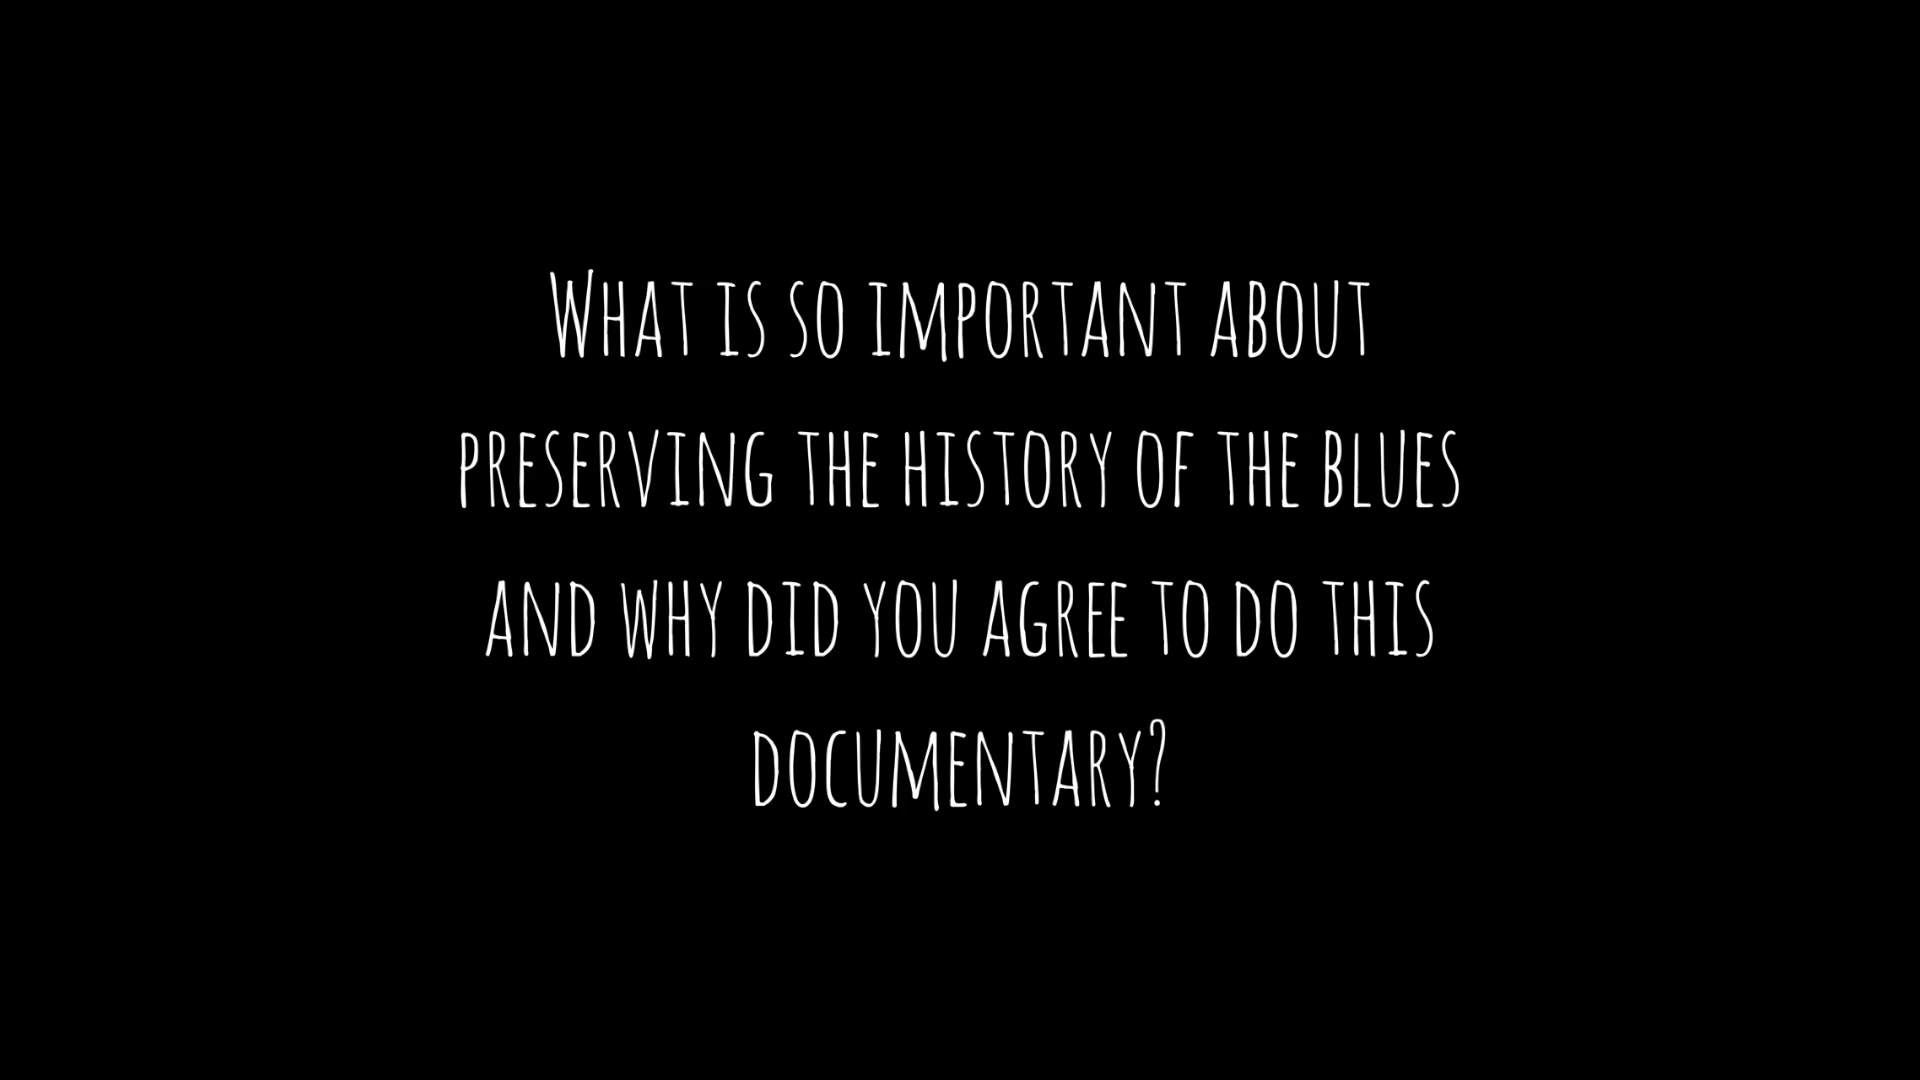 What is so important about
preserving the history of the blues
and why did you agree to do this
documentary?